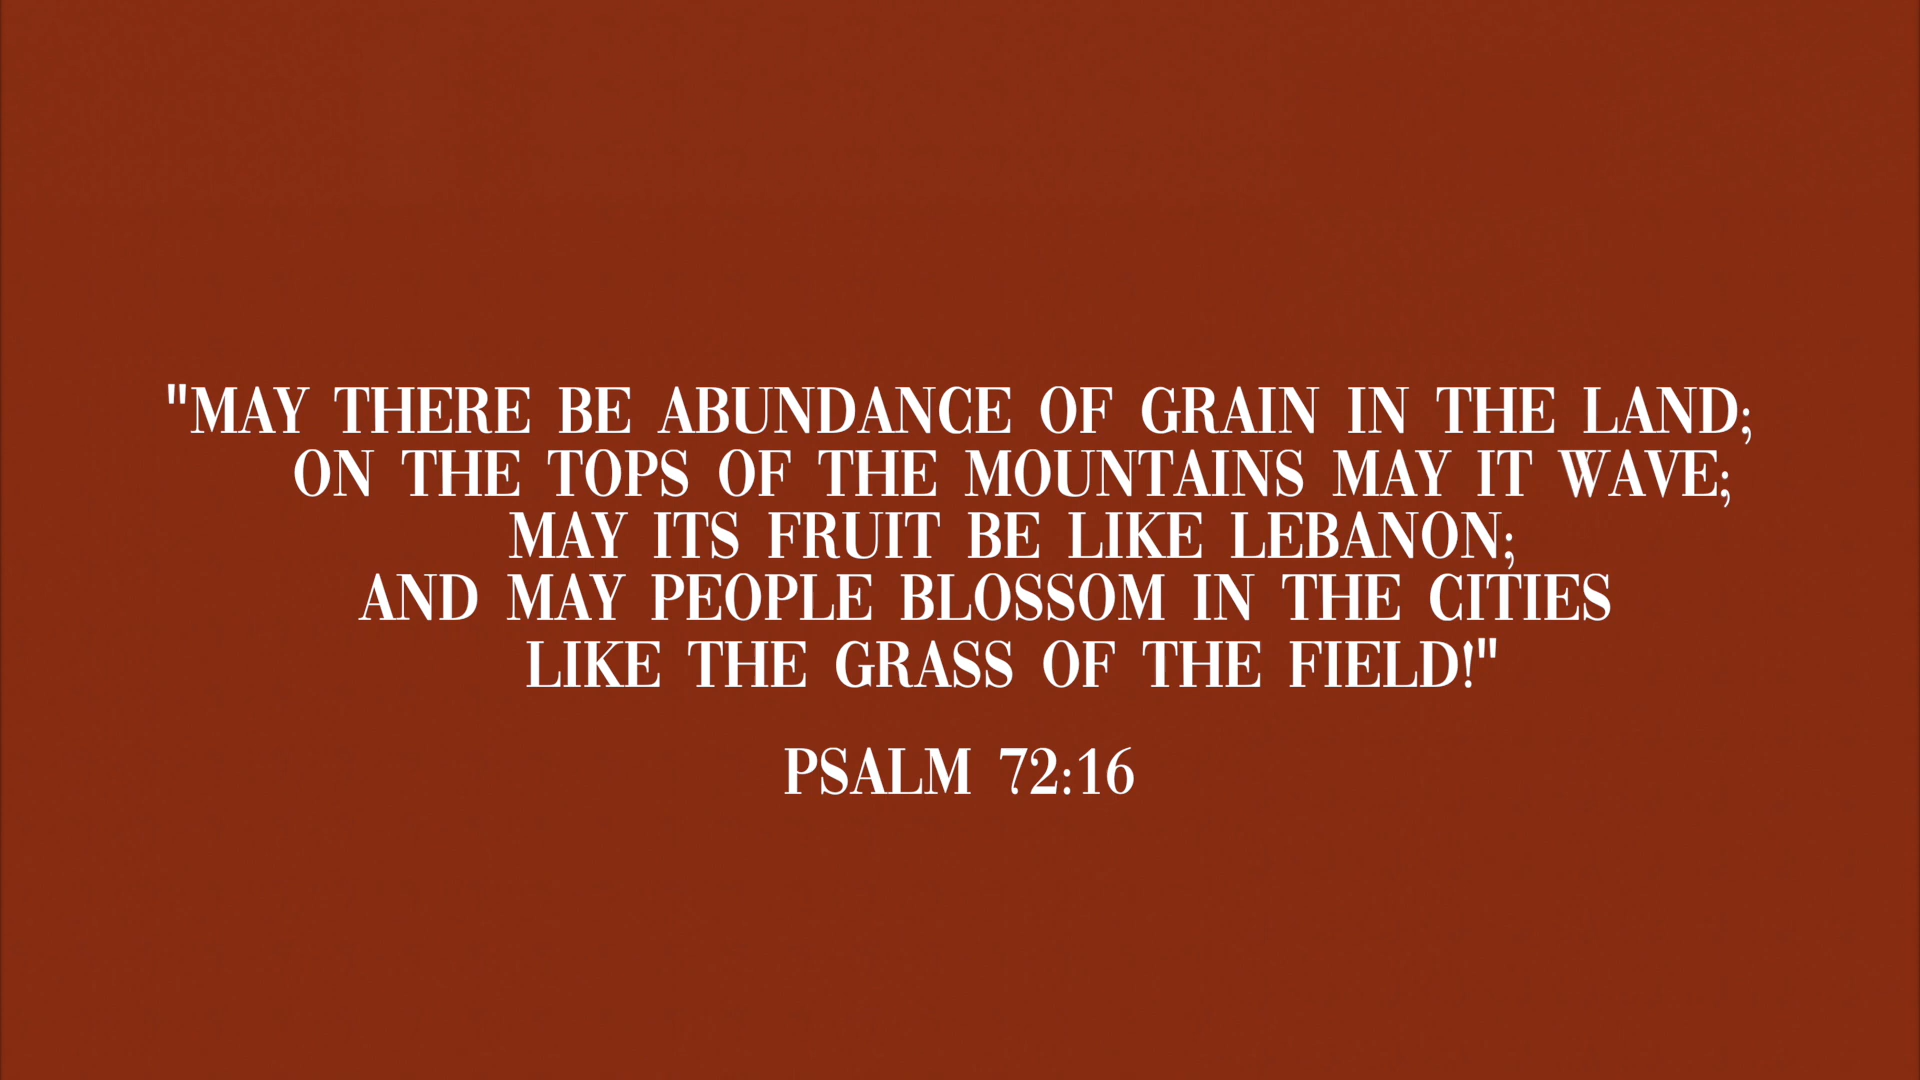 "MAY THERE BE ABUNDANCE OF GRAIN IN THE LAND;
ON THE TOPS OF THE MOUNTAINS MAY IT WAVE;
MAY ITS FRUIT BE LIKE LEBANON;
AND MAY PEOPLE BLOSSOM IN THE CITIES
LIKE THE GRASS OF THE FIELD!"
PSALM 72:16